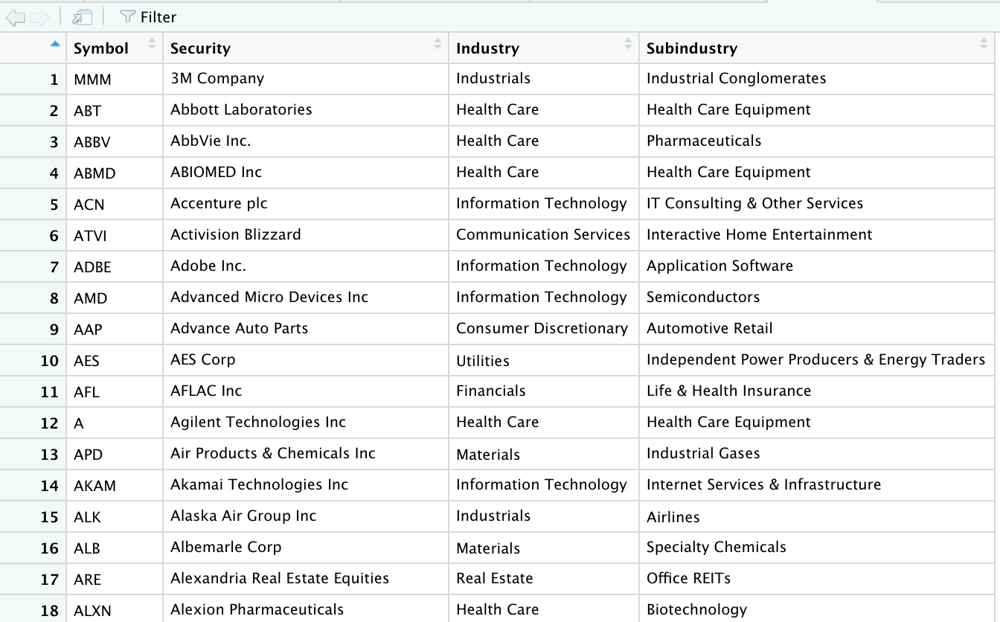 Filter
Symbol Security Industry Subindustry
1 MMM 3M Company Industrials Industrial Conglomerates
2 ABT Abbott Laboratories Health Care Health Care Equipment
3 ABBV AbbVie Inc. Health Care Pharmaceuticals
4 ABMD ABIOMED Inc Health Care Health Care Equipment
5 ACN Accenture plc Information Technology IT Consulting & Other Services
6 ATVI Activision Blizzard Communication Services Interactive Home Entertainment
7 ADBE Adobe Inc. Information Technology Application Software
8 AMD Advanced Micro Devices Inc Information Technology Semiconductors
9 AAP Advance Auto Parts Consumer Discretionary Automotive Retail
10 AES AES Corp Utilities Independent Power Producers & Energy Traders
11 AFL AFLAC Inc Financials Life & Health Insurance
12 A Agilent Technologies Inc Health Care Health Care Equipment
13 APD Air Products & Chemicals Inc Materials Industrial Gases
14 AKAM Akamai Technologies Inc Information Technology Internet Services & Infrastructure
15 ALK Alaska Air Group Inc Industrials Airlines
16 ALB Albemarle Corp Materials Specialty Chemicals
17 ARE Alexandria Real Estate Equities Real Estate Office REITs
18 ALXN Alexion Pharmaceuticals Health Care Biotechnology